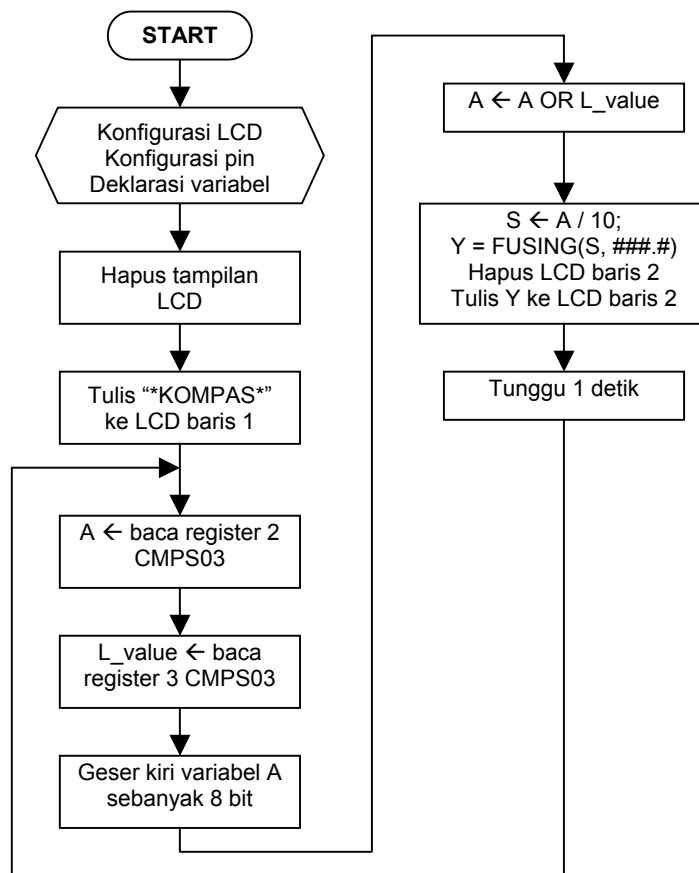 START
Konfigurasi LCD
Konfigurasi pin
Deklarasi variabel
Hapus tampilan
LCD
Tulis “*KOMPAS*”
ke LCD baris 1
A ← baca register 2
CMPS03
L_value ← baca
register 3 CMPS03
Geser kiri variabel A
sebanyak 8 bit
A ← A OR L_value
S ← A / 10;
Y = FUSING(S, ###.#)
Hapus LCD baris 2
Tulis Y ke LCD baris 2
Tunggu 1 detik